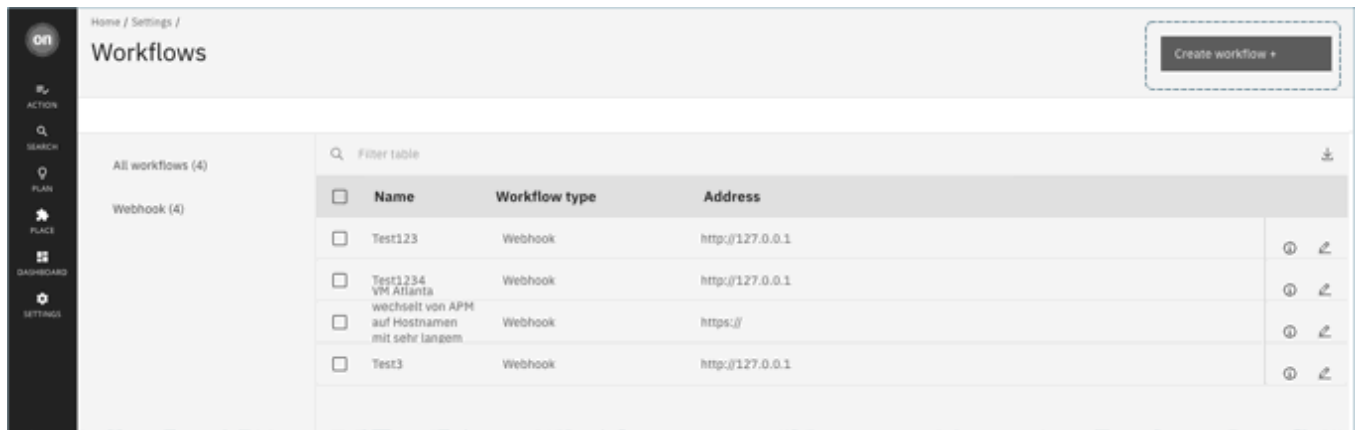 on
ACTION
SEARCH
PLAN
PLACE
DASHBOARD
SETTINGS
Home / Settings /
Workflows
Create workflow +
All workflows (4)
Webhook (4)
Filter table
Name Workflow type Address
Test123 Webhook http://127.0.0.1
Test1234 Webhook http://127.0.0.1
VM Atlanta
wechselt von APM
auf Hostnamen Webhook https://
mit sehr langem
Test3 Webhook http://127.0.0.1